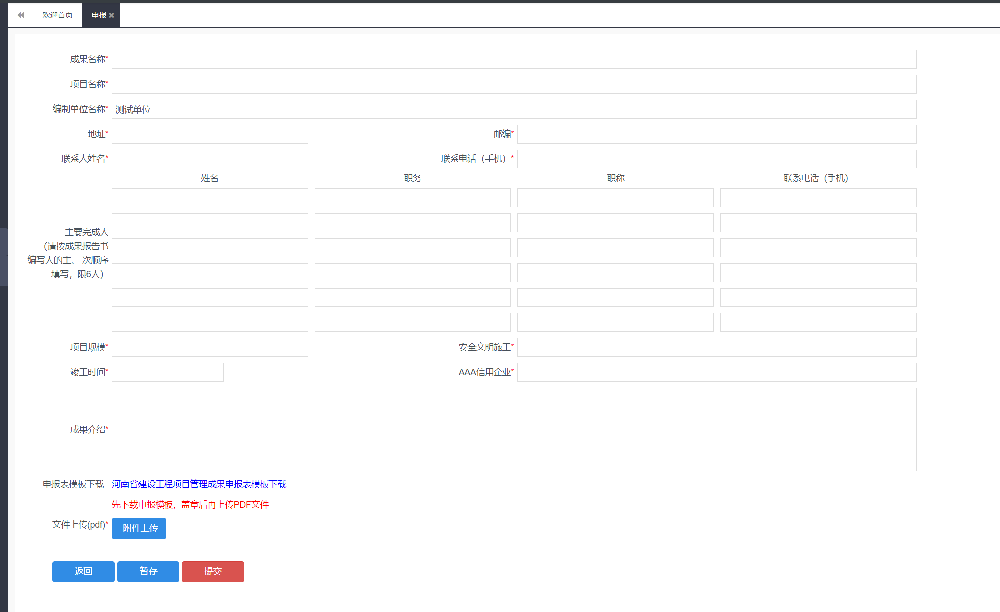 欢迎首页
申报
成果名称*
项目名称*
编制单位名称* 测试单位
地址* 邮编*
联系人姓名* 联系电话（手机）*
姓名 职务 职称 联系电话（手机）
主要完成人
（请按成果报告书
编写人的主、 次顺序
填写，限6人）
项目规模* 安全文明施工*
竣工时间* AAA信用企业*
成果介绍*
申报表模板下载 河南省建设工程项目管理成果申报表模板下载
先下载申报模板，盖章后再上传PDF文件
文件上传(pdf)* 附件上传
返回 暂存 提交